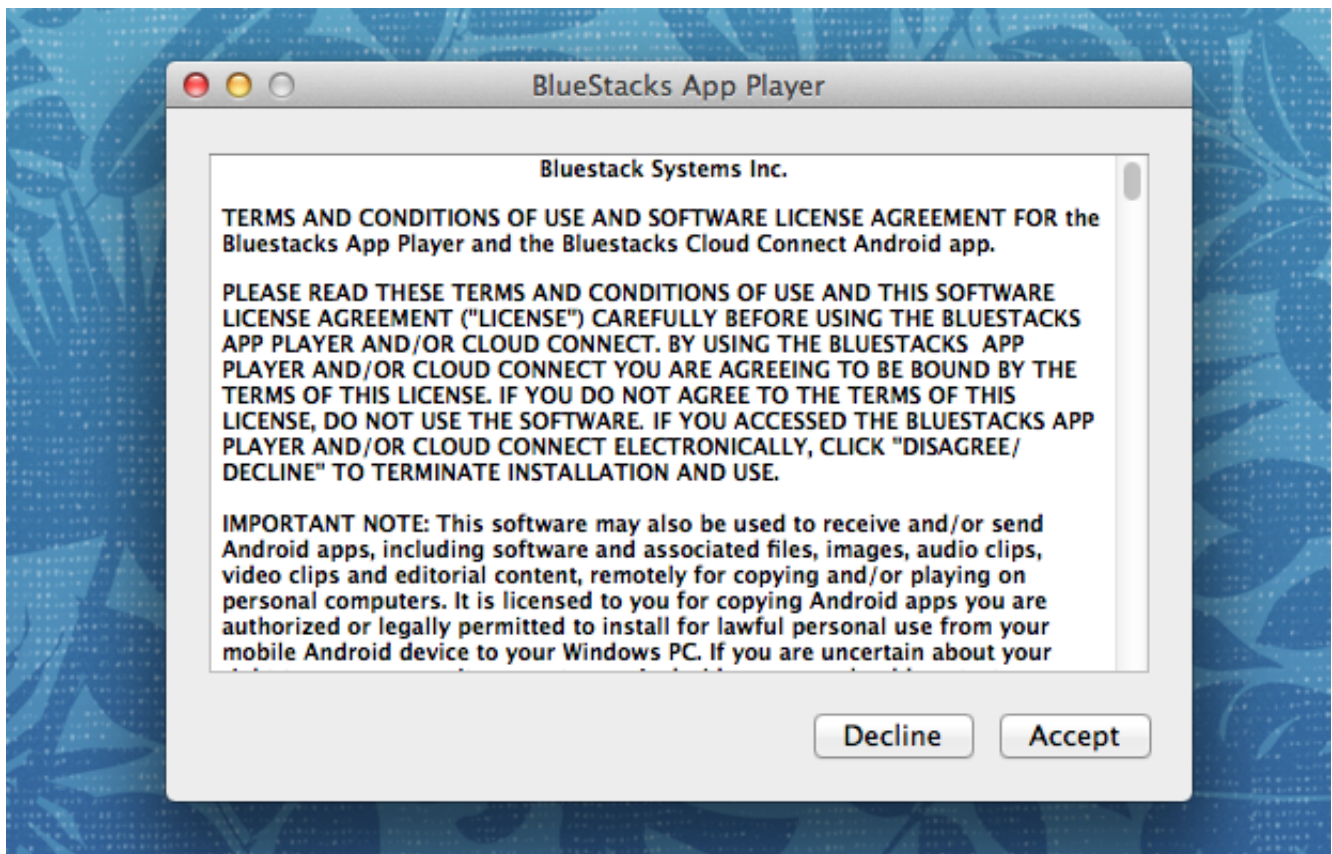 BlueStacks App Player
Bluestack Systems Inc.
TERMS AND CONDITIONS OF USE AND SOFTWARE LICENSE AGREEMENT FOR the
Bluestacks App Player and the Bluestacks Cloud Connect Android app.
PLEASE READ THESE TERMS AND CONDITIONS OF USE AND THIS SOFTWARE
LICENSE AGREEMENT ("LICENSE") CAREFULLY BEFORE USING THE BLUESTACKS
APP PLAYER AND/OR CLOUD CONNECT. BY USING THE BLUESTACKS  APP
PLAYER AND/OR CLOUD CONNECT YOU ARE AGREEING TO BE BOUND BY THE
TERMS OF THIS LICENSE. IF YOU DO NOT AGREE TO THE TERMS OF THIS
LICENSE, DO NOT USE THE SOFTWARE. IF YOU ACCESSED THE BLUESTACKS APP
PLAYER AND/OR CLOUD CONNECT ELECTRONICALLY, CLICK "DISAGREE/
DECLINE" TO TERMINATE INSTALLATION AND USE.
IMPORTANT NOTE: This software may also be used to receive and/or send
Android apps, including software and associated files, images, audio clips,
video clips and editorial content, remotely for copying and/or playing on
personal computers. It is licensed to you for copying Android apps you are
authorized or legally permitted to install for lawful personal use from your
mobile Android device to your Windows PC. If you are uncertain about your
Decline
Accept